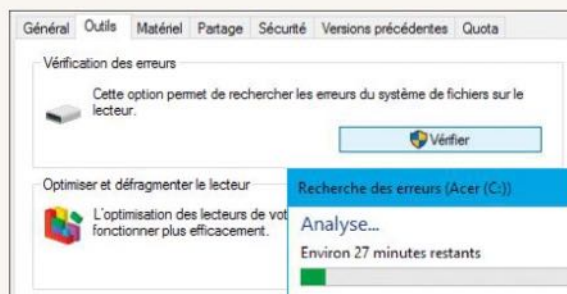 Général Outils Matériel Partage Sécurité Versions précédentes Quota
Vérification des erreurs
Cette option permet de rechercher les erreurs du système de fichiers sur le
lecteur.
Vérifier
Optimiser et défragmenter le lecteur
L'optimisation des lecteurs de vot
fonctionner plus efficacement.
Recherche des erreurs (Acer (C:))
Analyse...
Environ 27 minutes restants